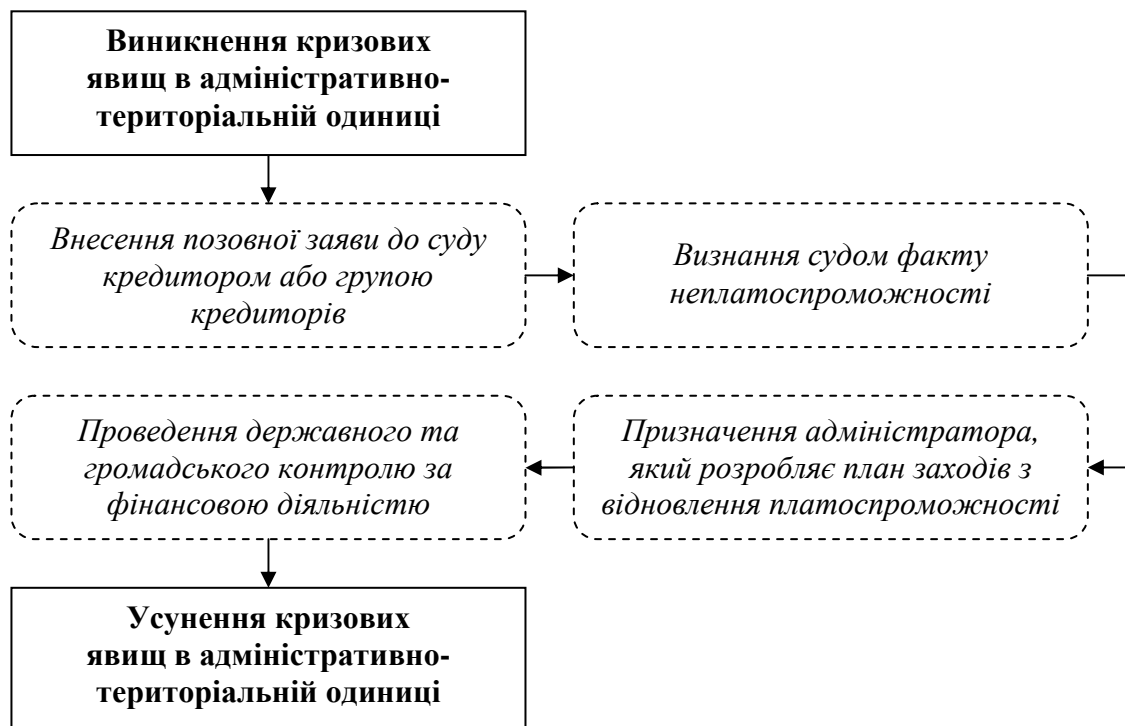 Виникнення кризових
явищ в адміністративно-
територіальній одиниці
Внесення позовної заяви до суду
кредитором або групою
кредиторів
Визнання судом факту
неплатоспроможності
Призначення адміністратора,
який розробляє план заходів з
відновлення платоспроможності
Проведення державного та
громадського контролю за
фінансовою діяльністю
Усунення кризових
явищ в адміністративно-
територіальній одиниці